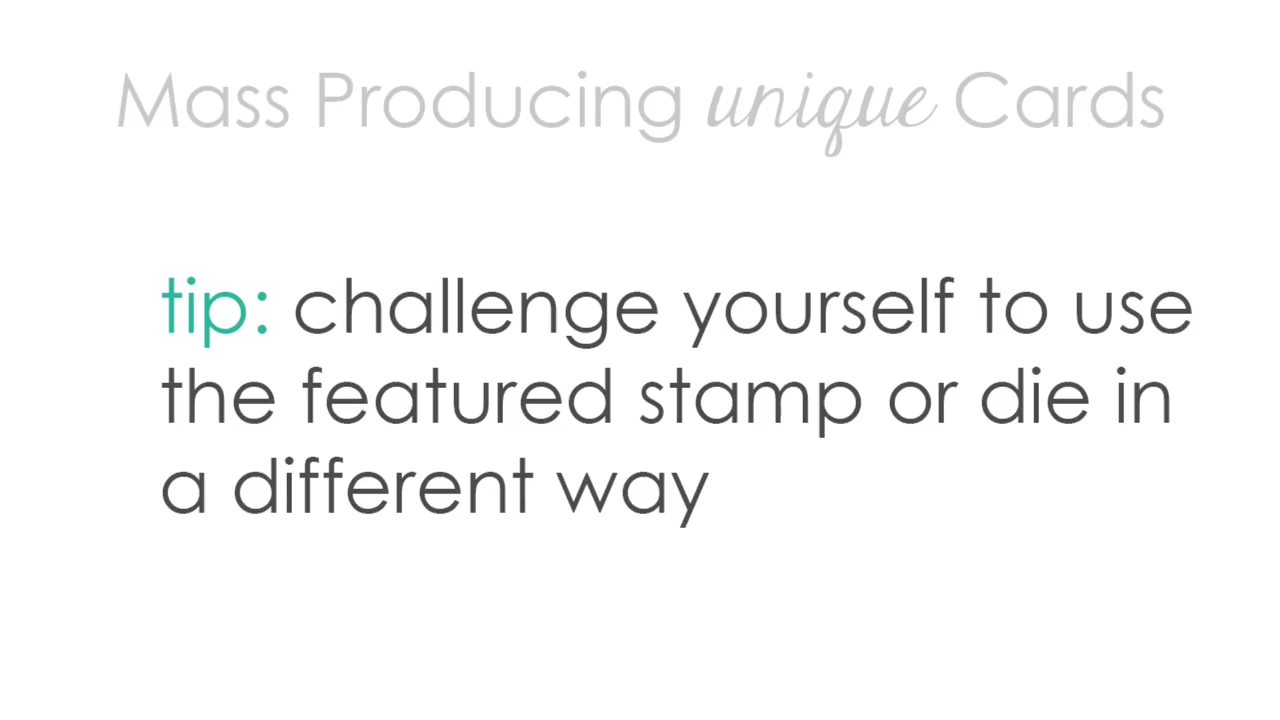 Mass Producing unique Cards
tip: challenge yourself to use
the featured stamp or die in
a different way